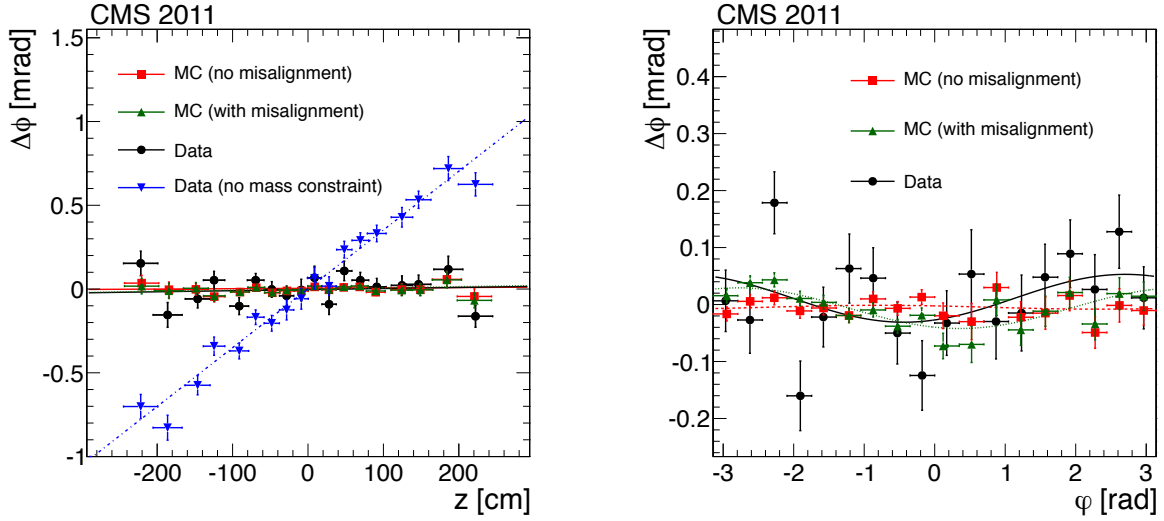 CMS 2011
Δϕ [mrad]
1.5
1
0.5
0
-0.5
-1
MC (no misalignment)
MC (with misalignment)
Data
Data (no mass constraint)
-200 -100 0 100 200
z [cm]
CMS 2011
Δϕ [mrad]
0.4
0.3
0.2
0.1
0
-0.1
-0.2
MC (no misalignment)
MC (with misalignment)
Data
-3 -2 -1 0 1 2 3
φ [rad]